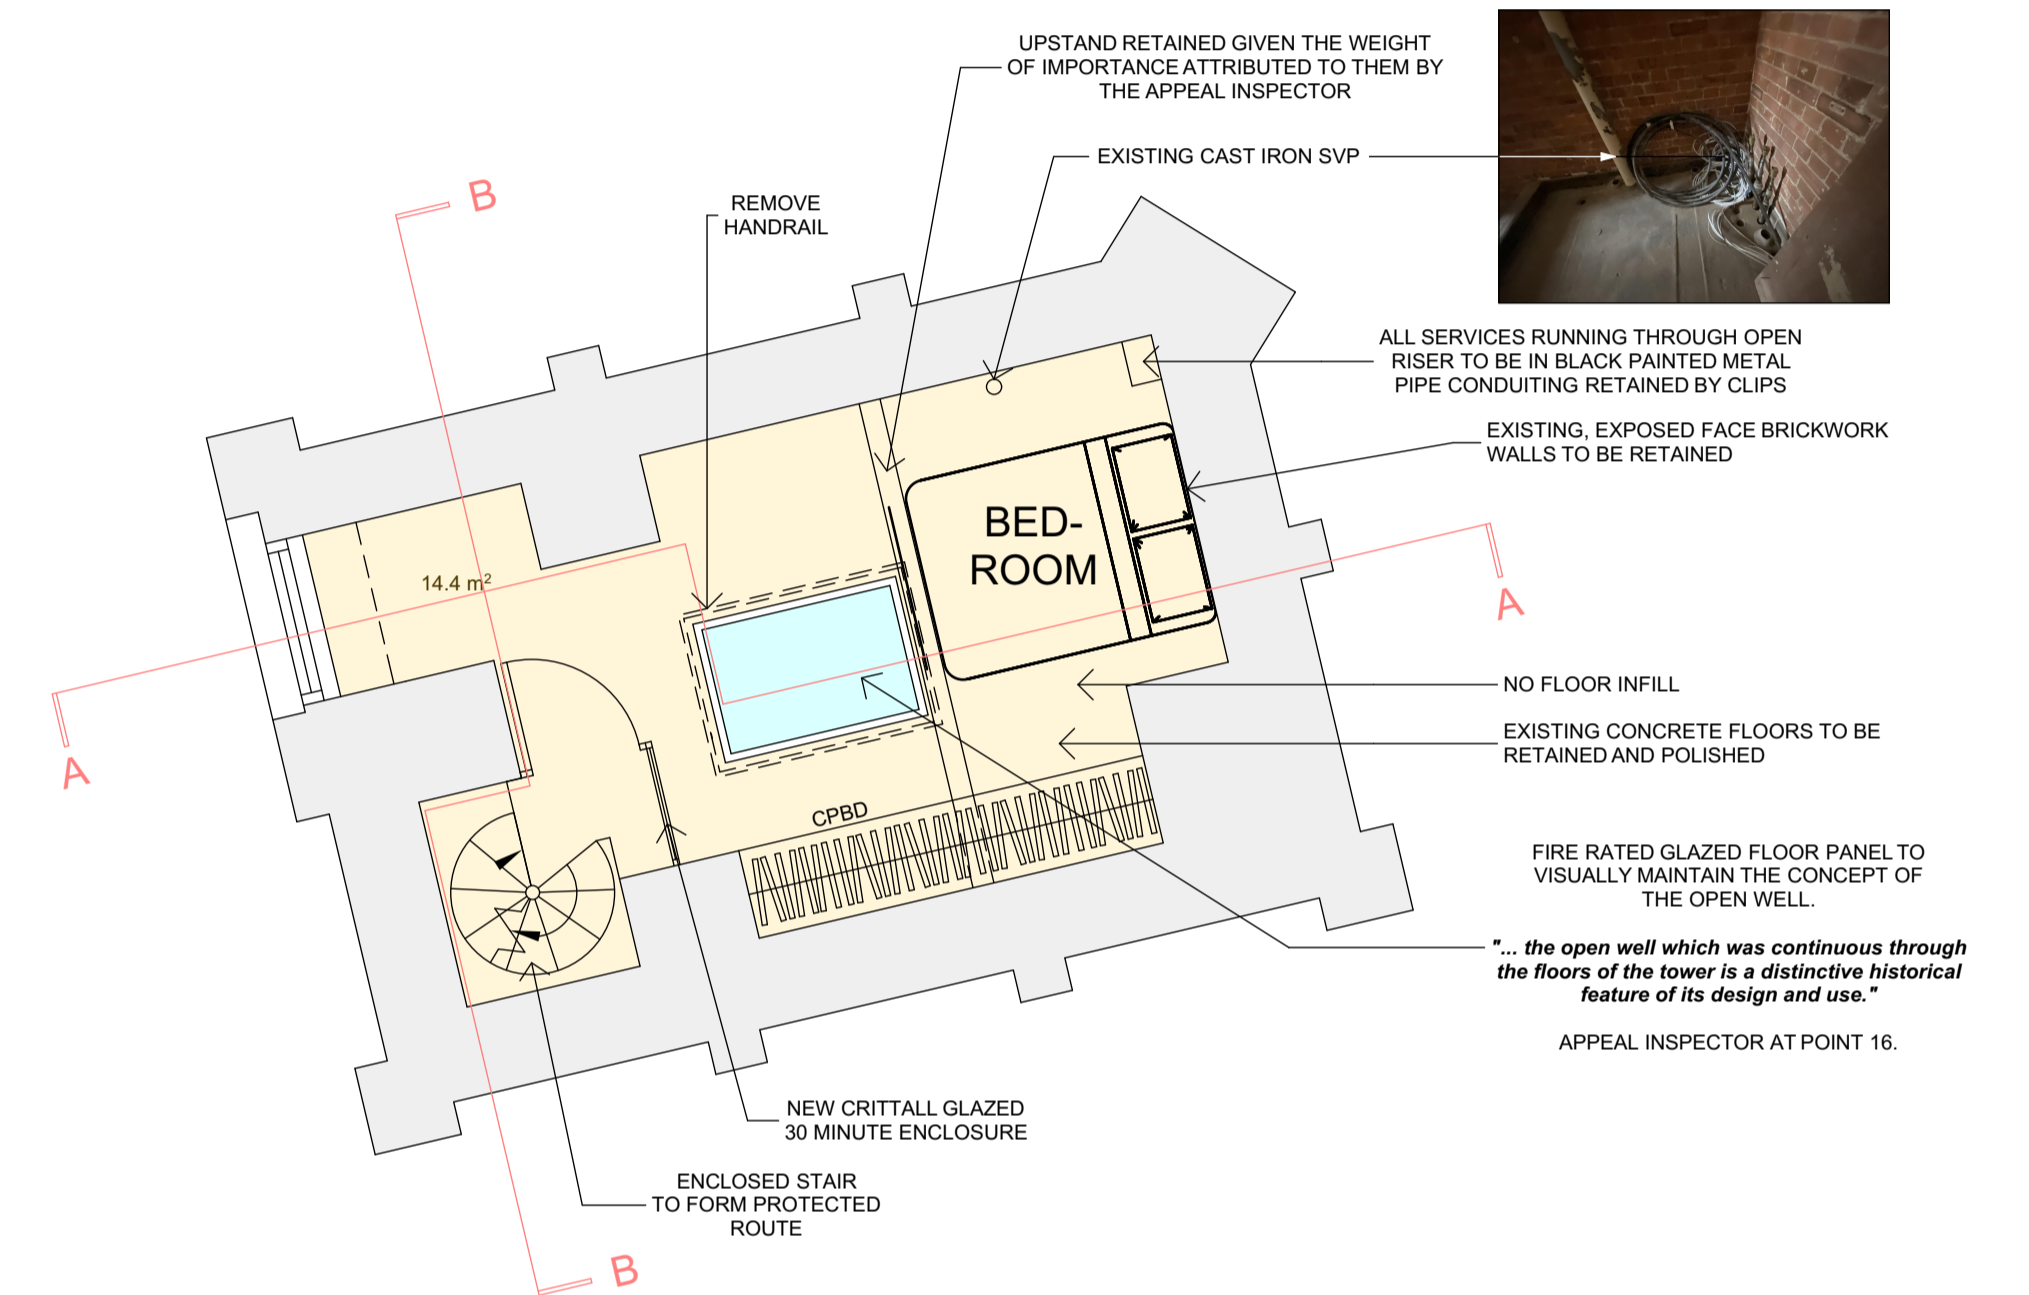 UPSTAND RETAINED GIVEN THE WEIGHT
OF IMPORTANCE ATTRIBUTED TO THEM BY
THE APPEAL INSPECTOR
EXISTING CAST IRON SVP
B
REMOVE
HANDRAIL
ALL SERVICES RUNNING THROUGH OPEN
RISER TO BE IN BLACK PAINTED METAL
PIPE CONDUITING RETAINED BY CLIPS
EXISTING, EXPOSED FACE BRICKWORK
WALLS TO BE RETAINED
BED-
ROOM
14.4 m²
A
A
NO FLOOR INFILL
EXISTING CONCRETE FLOORS TO BE
RETAINED AND POLISHED
CPBD
FIRE RATED GLAZED FLOOR PANEL TO
VISUALLY MAINTAIN THE CONCEPT OF
THE OPEN WELL.
"... the open well which was continuous through
the floors of the tower is a distinctive historical
feature of its design and use."
APPEAL INSPECTOR AT POINT 16.
NEW CRITTALL GLAZED
30 MINUTE ENCLOSURE
ENCLOSED STAIR
TO FORM PROTECTED
ROUTE
B